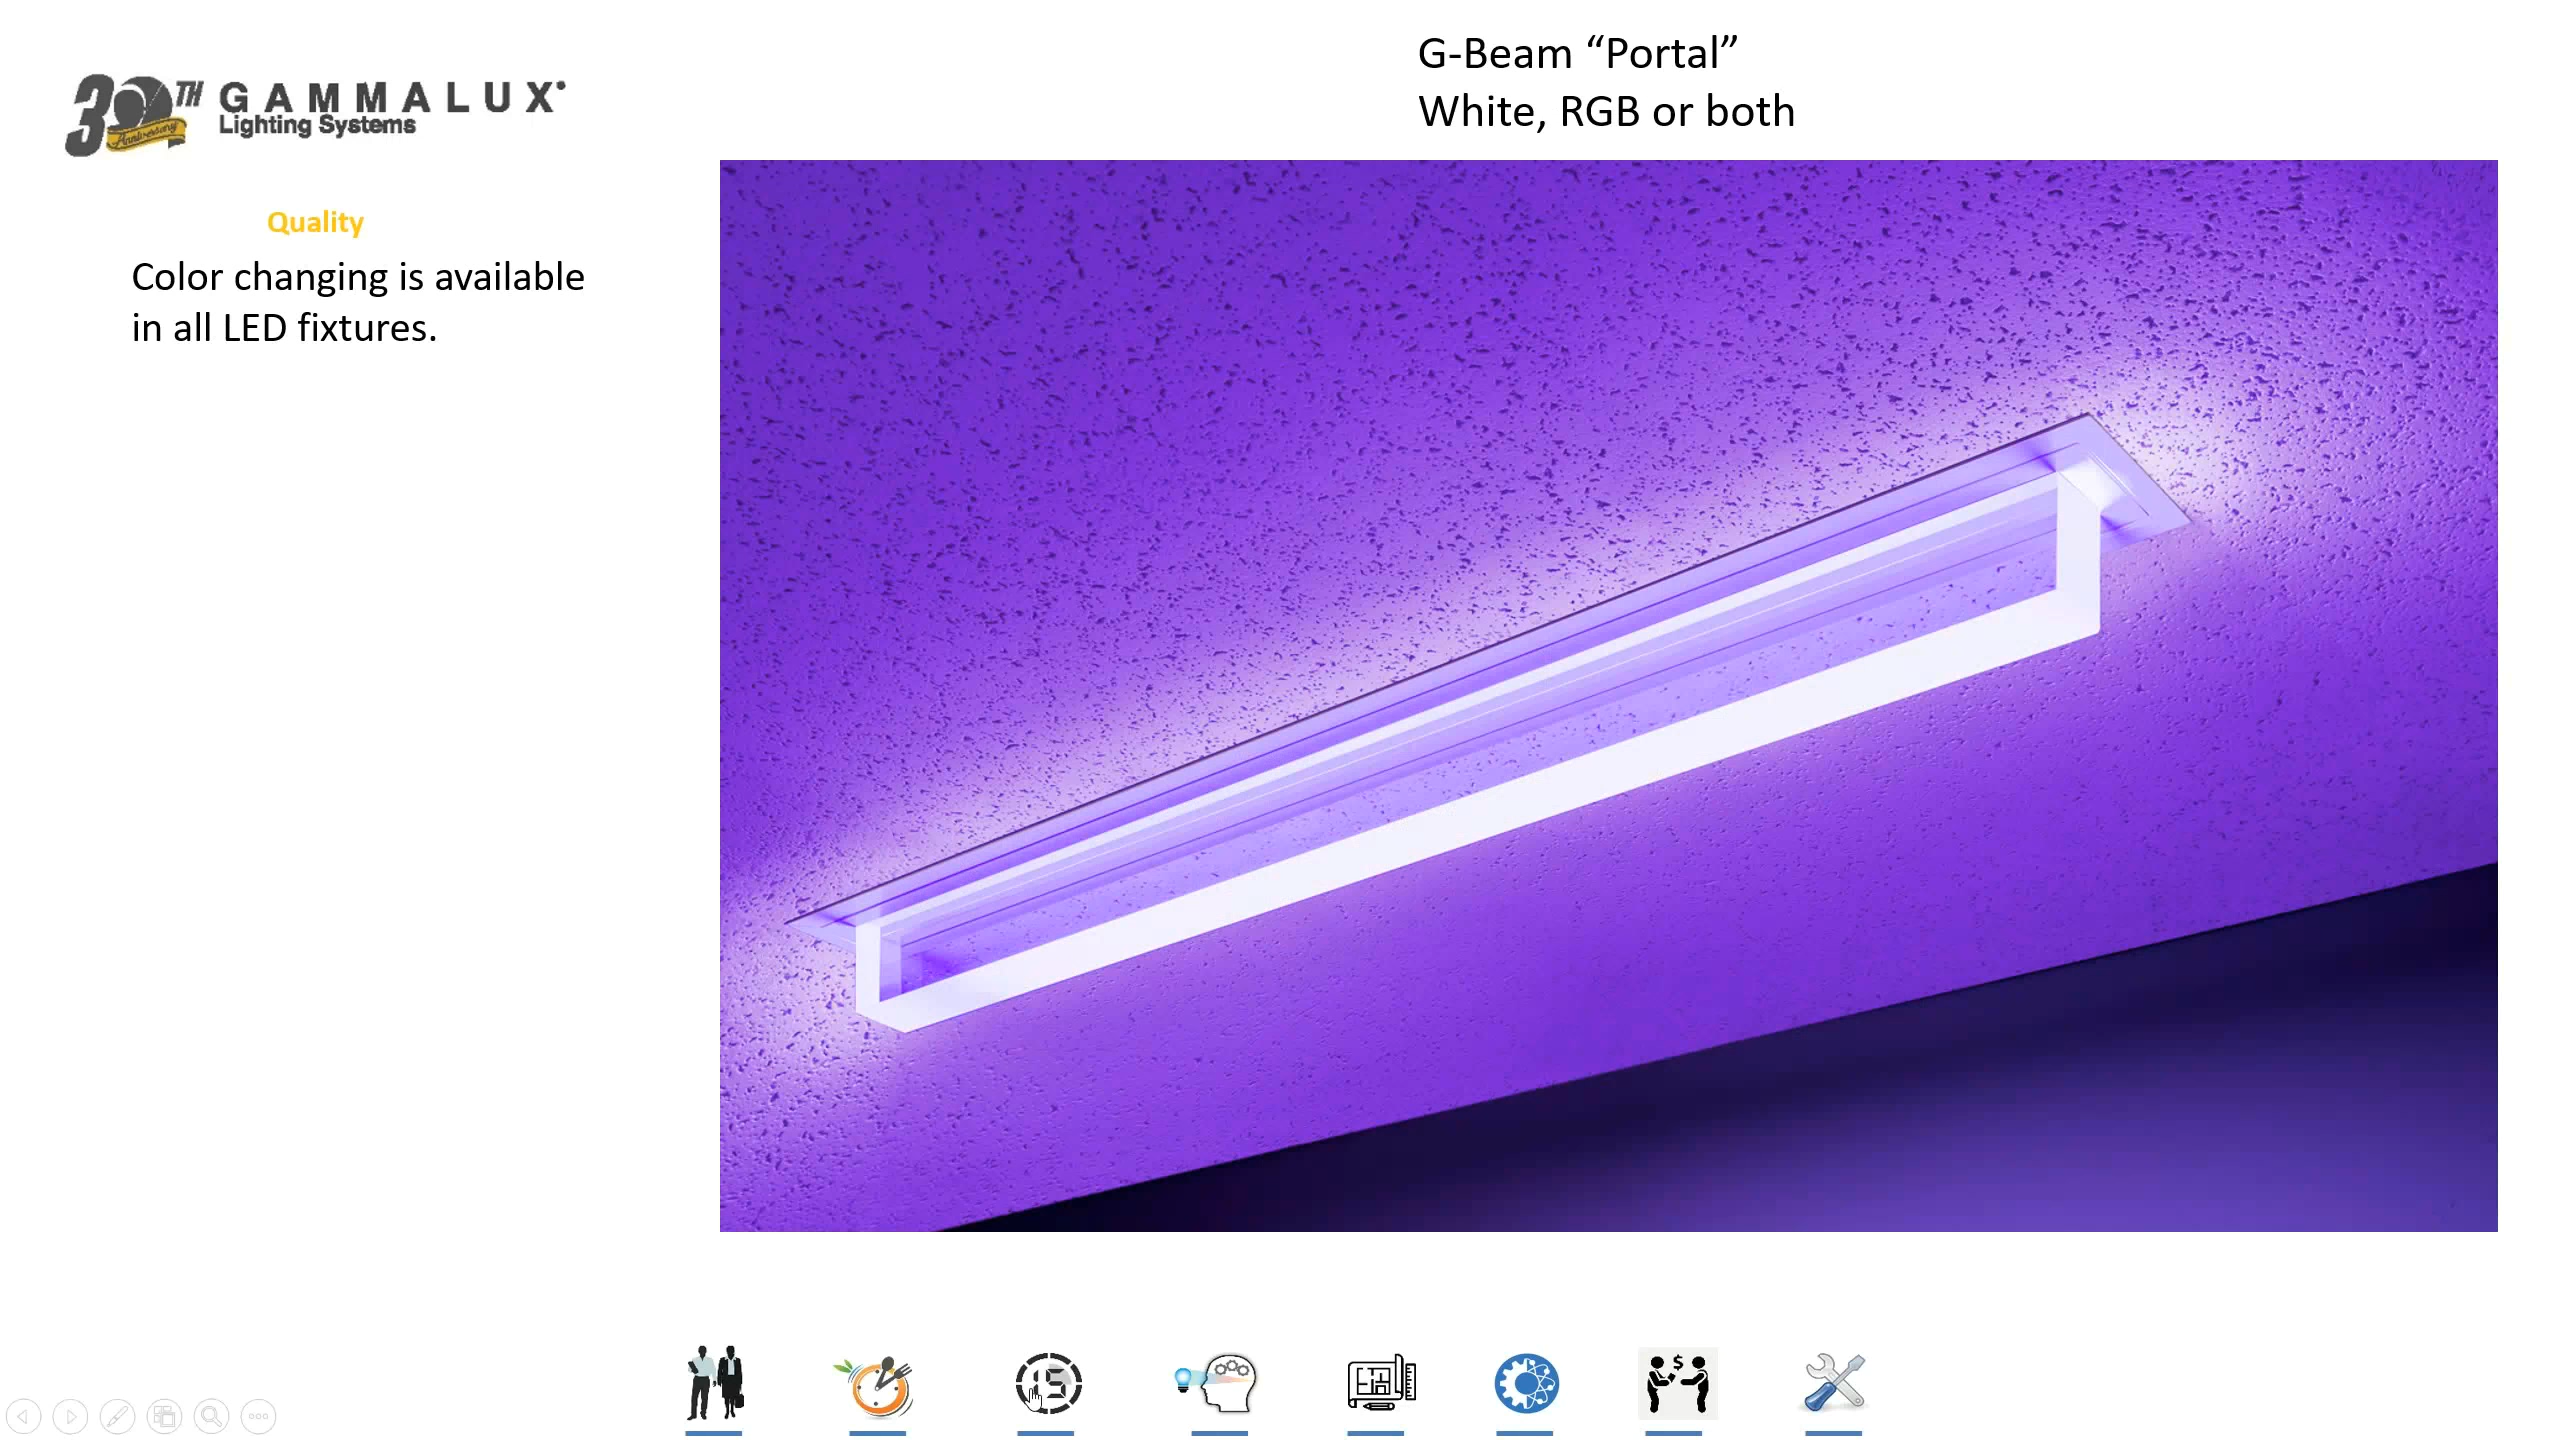 30TH
Anniversary
GAMMALUX®
Lighting Systems
G-Beam “Portal”
White, RGB or both
Quality
Color changing is available
in all LED fixtures.
15
$